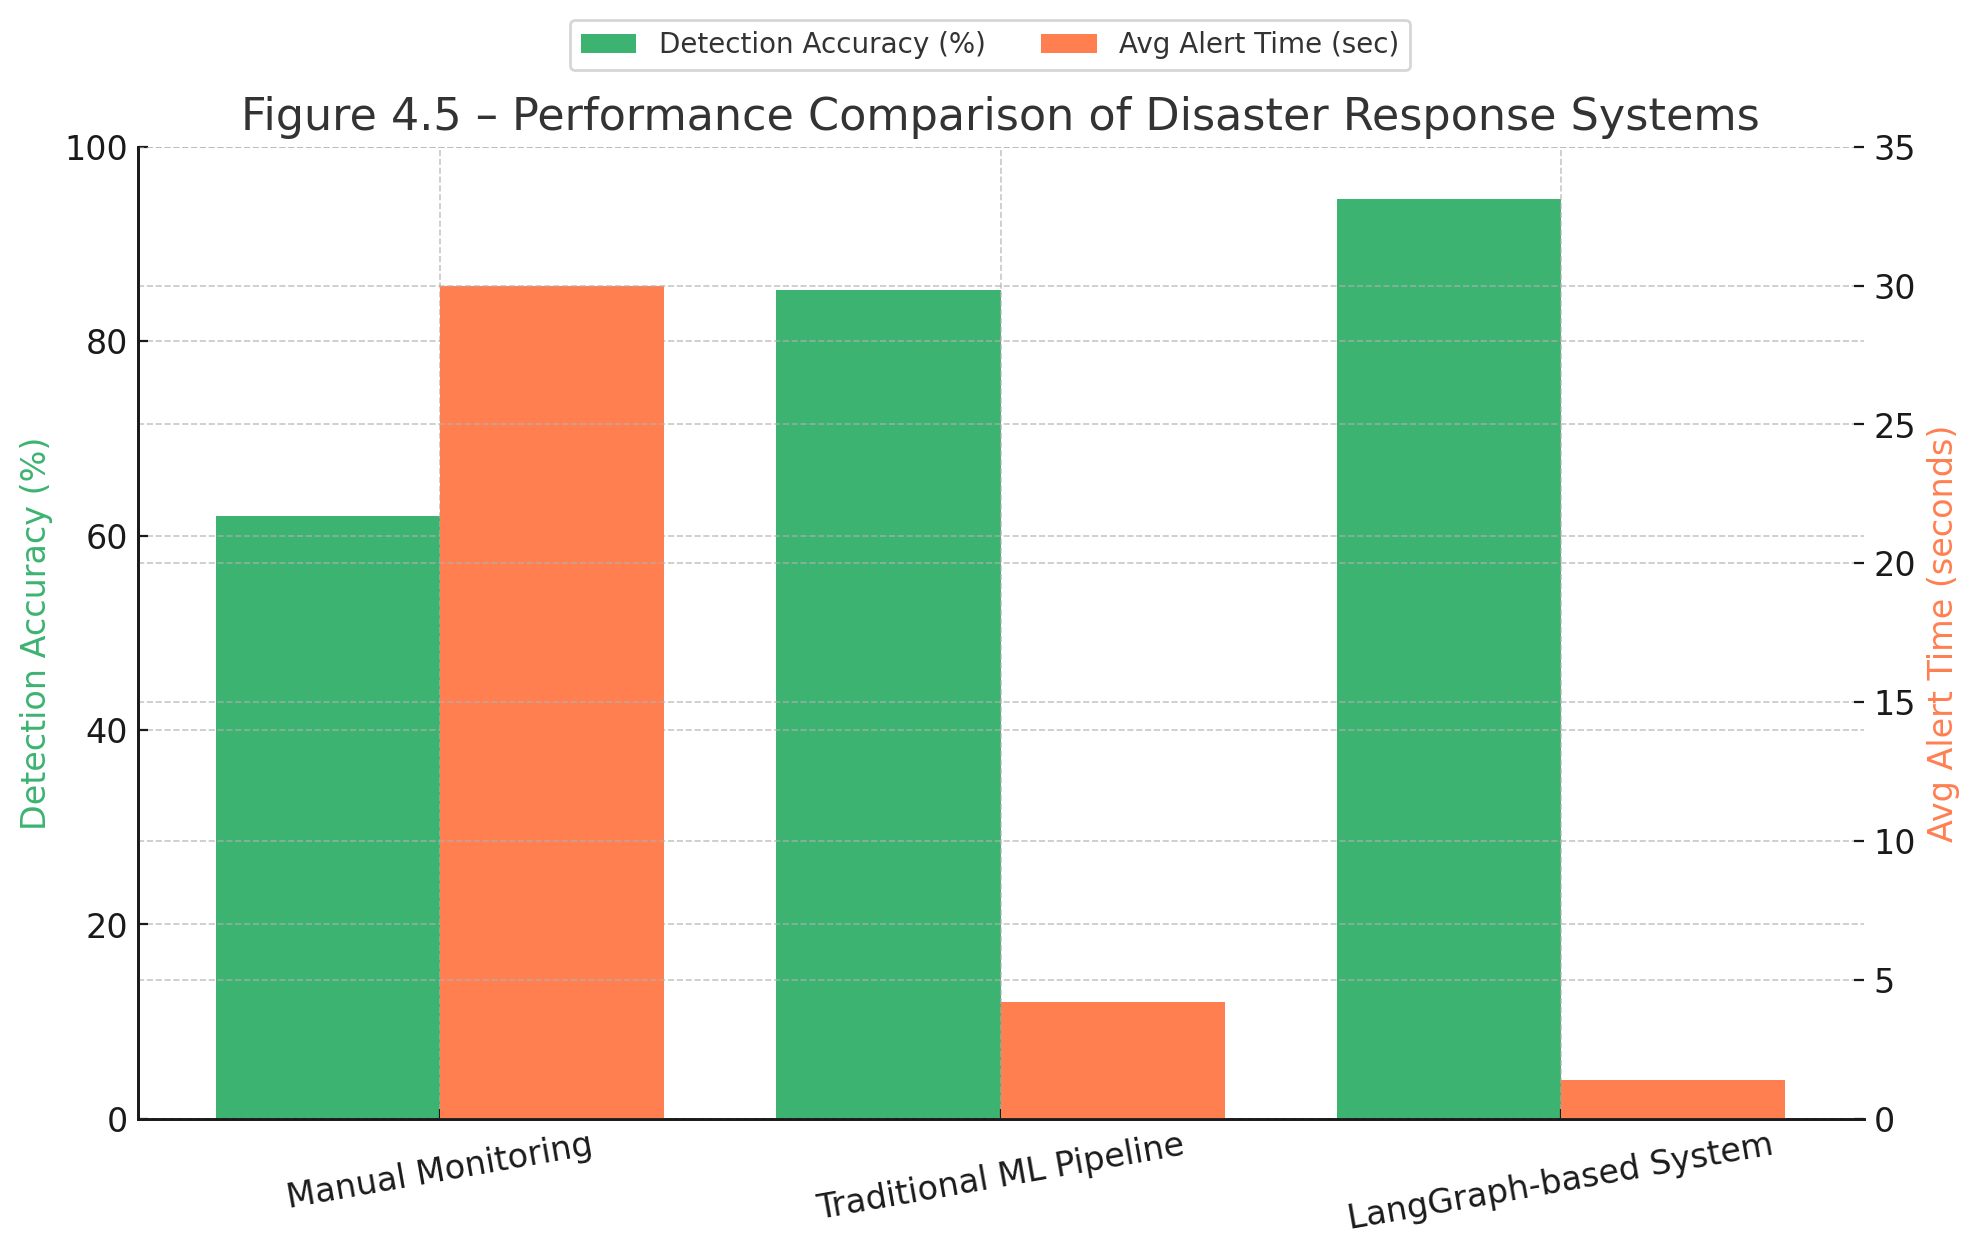 Detection Accuracy (%) Avg Alert Time (sec)
Figure 4.5 – Performance Comparison of Disaster Response Systems
100
80
60
40
20
0
Detection Accuracy (%)
35
30
25
20
15
10
5
0
Avg Alert Time (seconds)
Manual Monitoring
Traditional ML Pipeline
LangGraph-based System